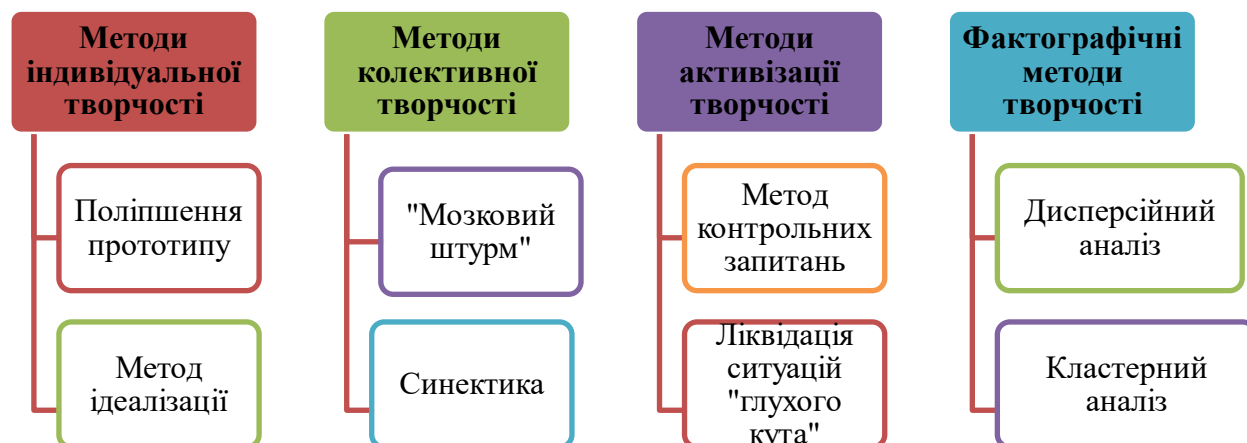 Методи
індивідуальної
творчості
Поліпшення
прототипу
Метод
ідеалізації
Методи
колективної
творчості
"Мозковий
штурм"
Синектика
Методи
активізації
творчості
Метод
контрольних
запитань
Ліквідація
ситуацій
"глухого
кута"
Фактографічні
методи
творчості
Дисперсійний
аналіз
Кластерний
аналіз